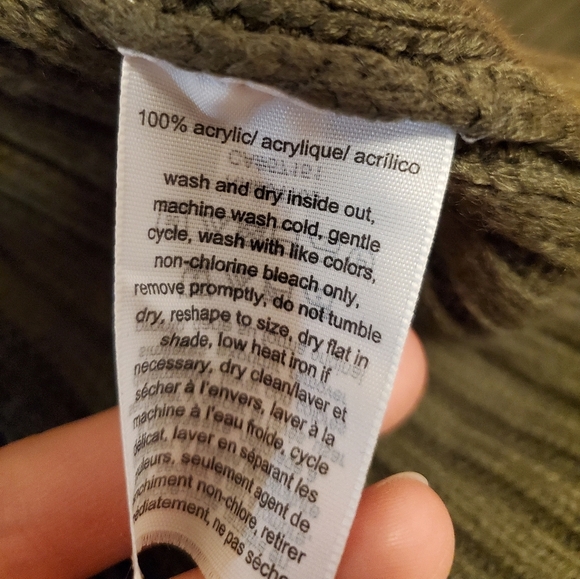 100% acrylic/ acrylique/ acrílico
wash and dry inside out,
machine wash cold, gentle
cycle, wash with like colors,
non-chlorine bleach only,
remove promptly, do not tumble
dry, reshape to size, dry flat in
shade, low heat iron if
necessary, dry clean/laver et
sécher à l'envers, laver à la
machine à l'eau froide, cycle
délicat, laver en séparant les
seulement agent de
non-chlore, retirer
ne pas